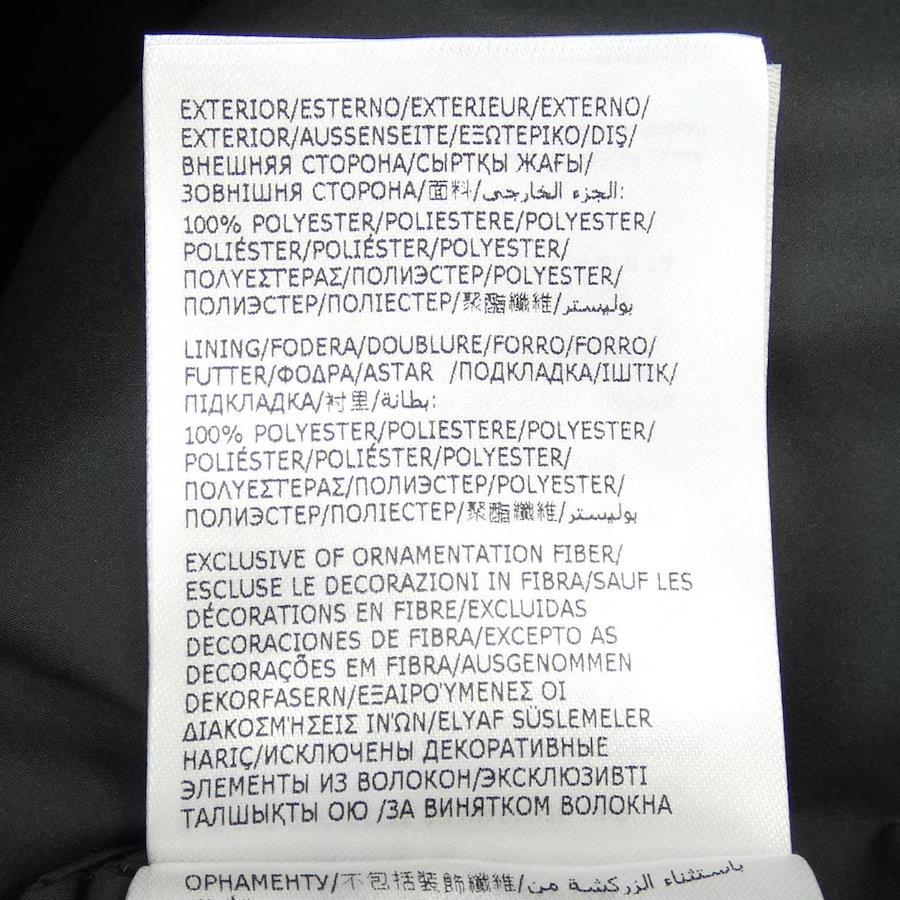 EXTERIOR/ESTERNO/EXTERIEUR/EXTERNO/
EXTERIOR/AUSSENSEITE/ΕΞΩΤΕΡΙΚΟ/DIŞ/
ВНЕШНЯЯ СТОРОНА/СЫРТҚЫ ЖАҒЫ/
ЗОВНІШНЯ СТОРОНА/面料/الجزء الخارجي:
100% POLYESTER/POLIESTERE/POLYESTER/
POLIÉSTER/POLIÉSTER/POLYESTER/
ΠΟΛΥΕΣΤΕΡΑΣ/ПОЛИЭСТЕР/POLYESTER/
ПОЛИЭСТЕР/ПОЛІЕСТЕР/聚酯纖維/بوليستر
LINING/FODERA/DOUBLURE/FORRO/FORRO/
FUTTER/ΦΟΔΡΑ/ASTAR /ПОДКЛАДКА/ІШТІК/
ПІДКЛАДКА/衬里/بطانة:
100% POLYESTER/POLIESTERE/POLYESTER/
POLIÉSTER/POLIÉSTER/POLYESTER/
ΠΟΛΥΕΣΤΕΡΑΣ/ПОЛИЭСТЕР/POLYESTER/
ПОЛИЭСТЕР/ПОЛІЕСТЕР/聚酯纖維/بوليستر
EXCLUSIVE OF ORNAMENTATION FIBER/
ESCLUSE LE DECORAZIONI IN FIBRA/SAUF LES
DÉCORATIONS EN FIBRE/EXCLUIDAS
DECORACIONES DE FIBRA/EXCEPTO AS
DECORAÇÕES EM FIBRA/AUSGENOMMEN
DEKORFASERN/ΕΞΑΙΡΟΎΜΕΝΕΣ ΟΙ
ΔΙΑΚΟΣΜΉΣΕΙΣ ΙΝΏΝ/ELYAF SÜSLEMELER
HARIÇ/ИСКЛЮЧЕНЫ ДЕКОРАТИВНЫЕ
ЭЛЕМЕНТЫ ИЗ ВОЛОКОН/ЭКСКЛЮЗИВТІ
ТАЛШЫҚТЫ ОЮ /ЗА ВИНЯТКОМ ВОЛОКНА
ОРНАМЕНТУ/不包括裝飾纖維/باستثناء الزركشة من